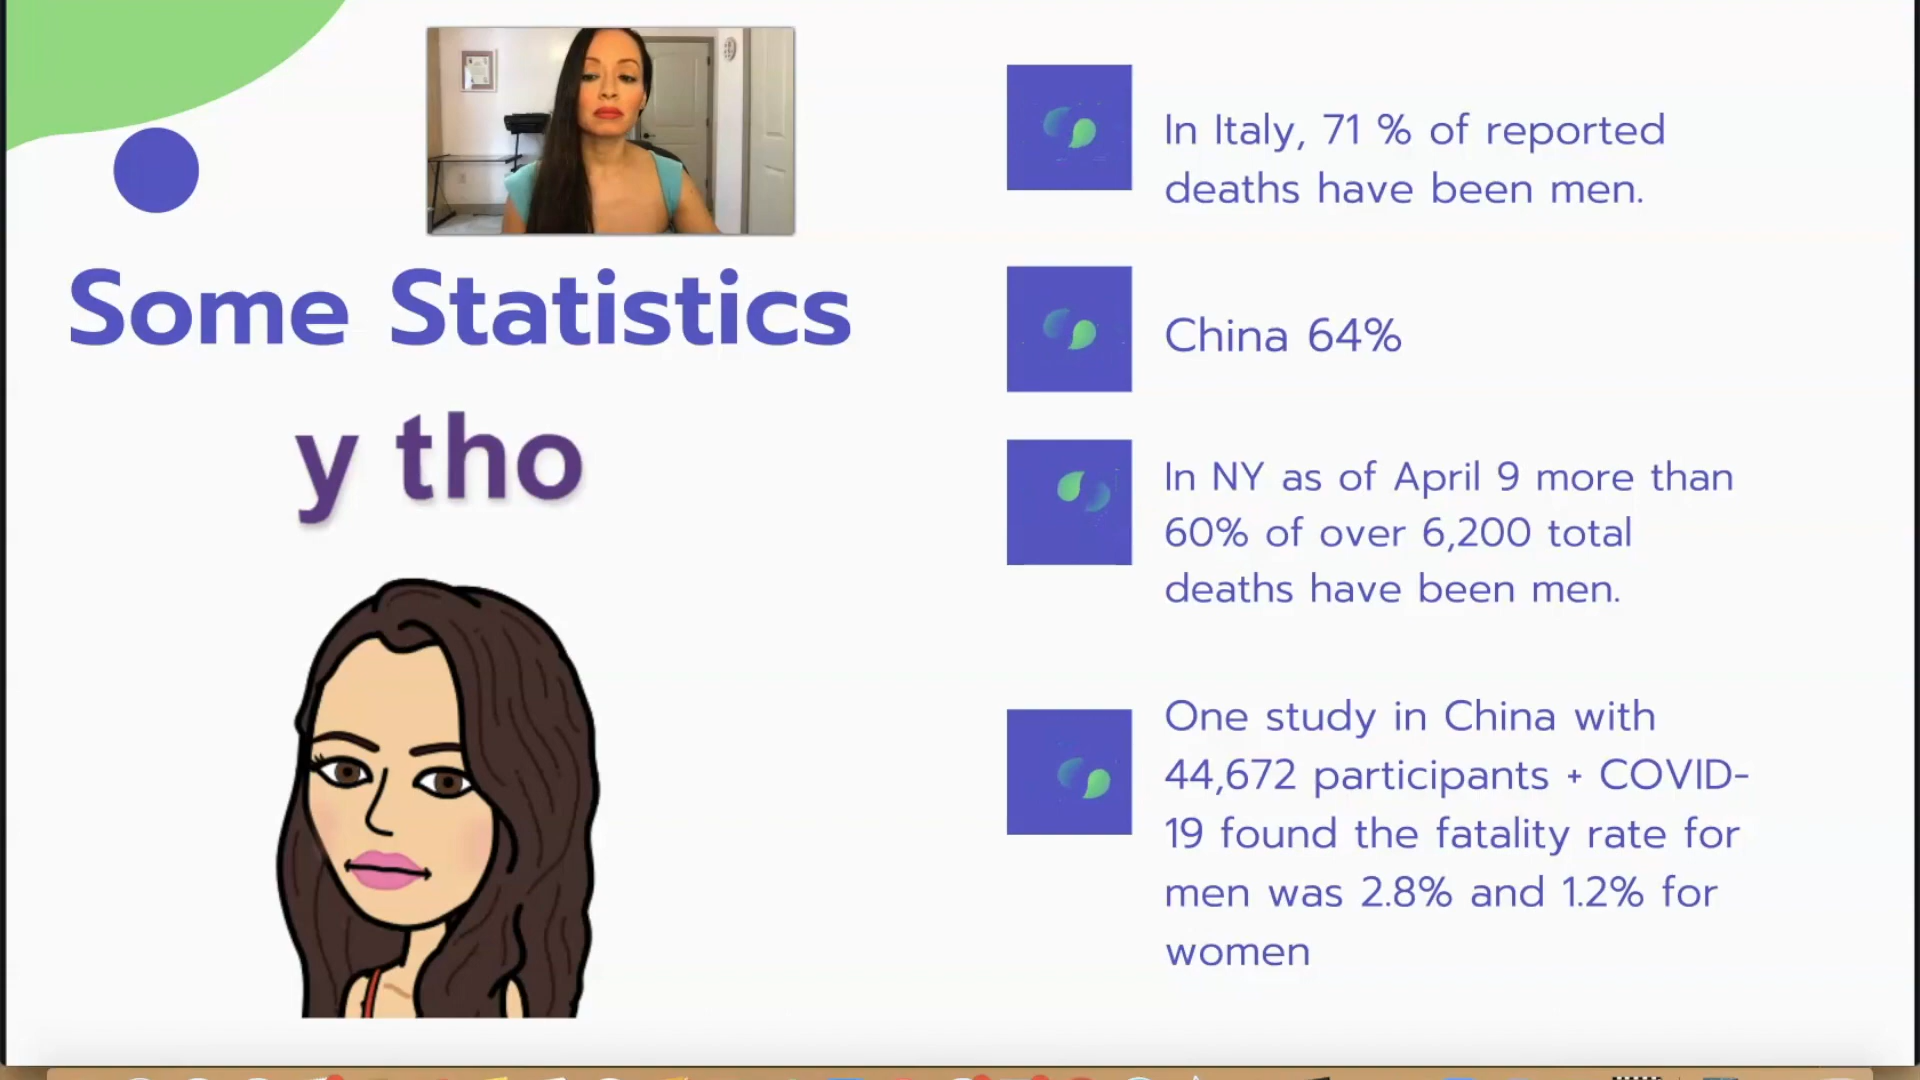 Some Statistics
y tho
In Italy, 71 % of reported
deaths have been men.
China 64%
In NY as of April 9 more than
60% of over 6,200 total
deaths have been men.
One study in China with
44,672 participants + COVID-
19 found the fatality rate for
men was 2.8% and 1.2% for
women